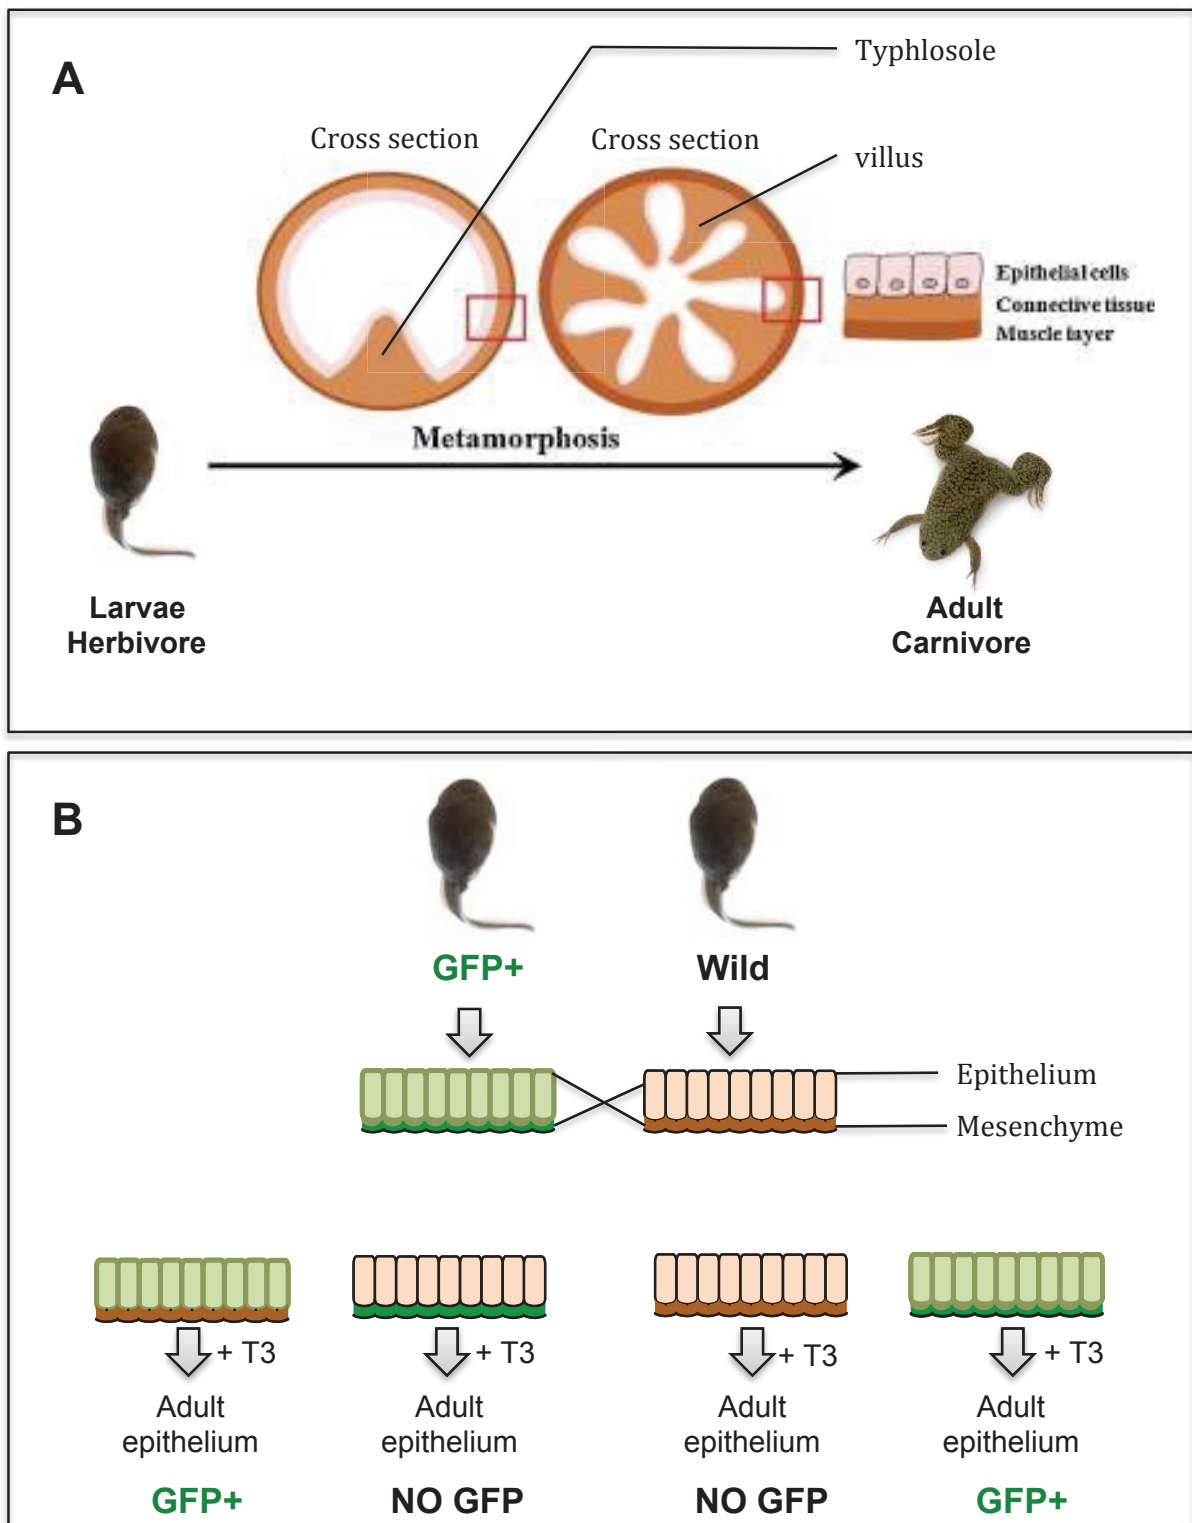 A
Typhlosole
Cross section
Cross section
villus
Epithelial cells
Connective tissue
Muscle layer
Metamorphosis
Larvae
Herbivore
Adult
Carnivore
B
GFP+
Wild
Epithelium
Mesenchyme
+ T3
+ T3
+ T3
+ T3
Adult
epithelium
Adult
epithelium
Adult
epithelium
Adult
epithelium
GFP+
NO GFP
NO GFP
GFP+